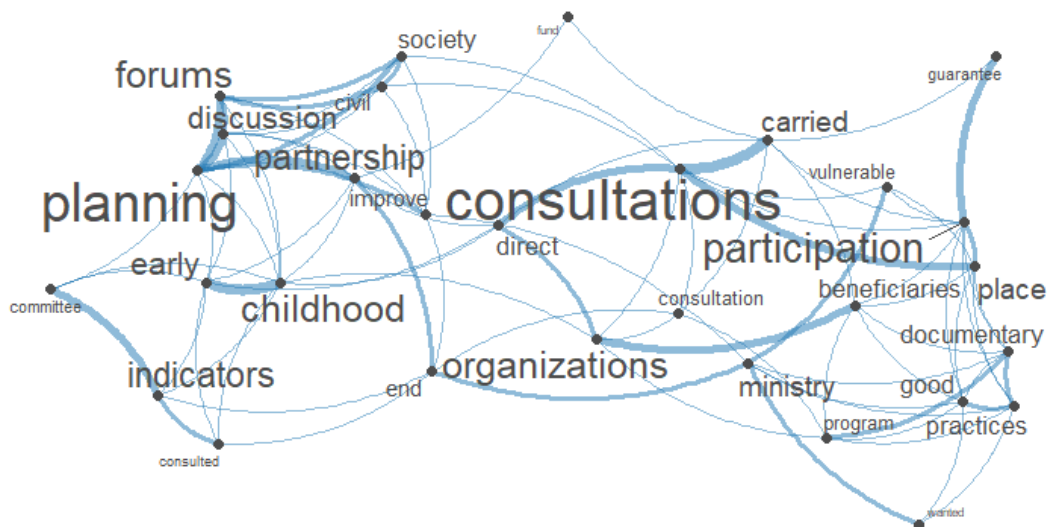 fund
society
forums
guarantee
civil
discussion
carried
partnership
vulnerable
improve
planning
consultations
direct
participation
early
beneficiaries
place
consultation
committee
childhood
documentary
organizations
indicators
end
ministry
good
program
practices
consulted
wanted